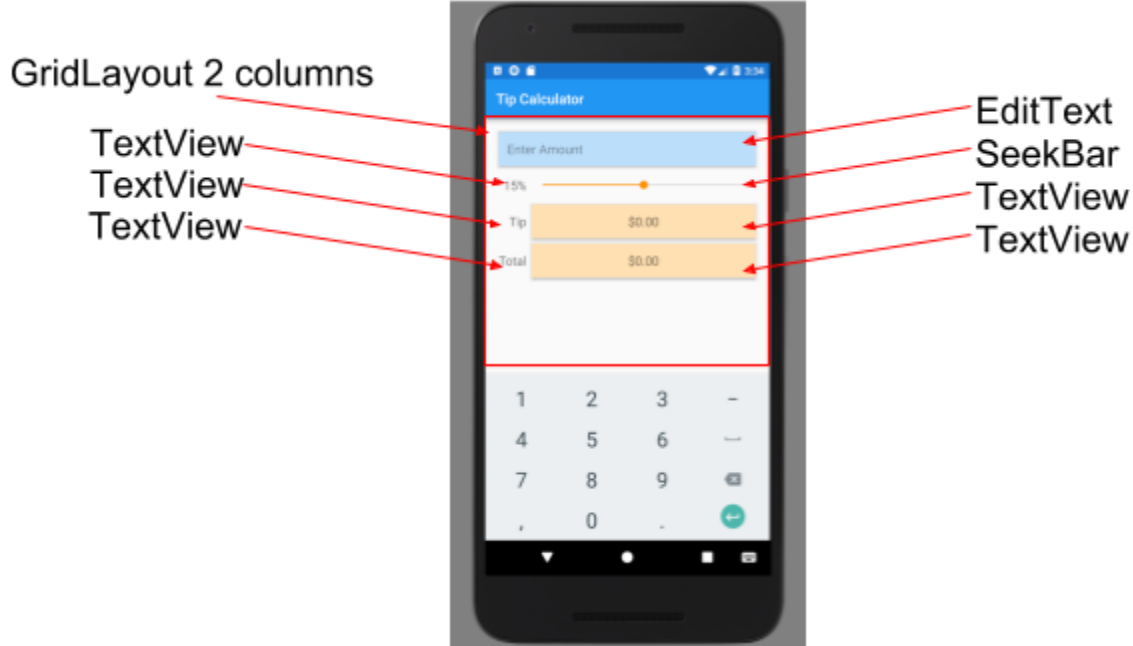 GridLayout 2 columns
TextView
TextView
TextView
3:34
Tip Calculator
Enter Amount
15%
Tip $0.00
Total $0.00
1 2 3 -
4 5 6
7 8 9
, 0 .
EditText
SeekBar
TextView
TextView